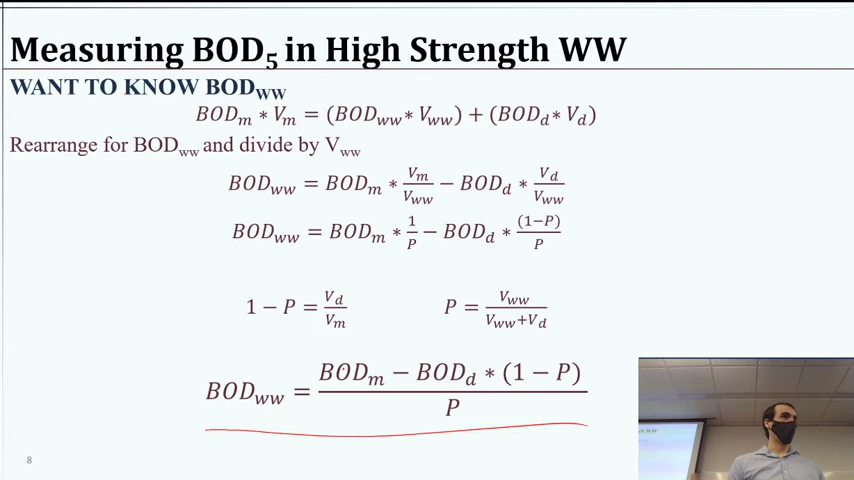 Measuring BOD₅ in High Strength WW
WANT TO KNOW BOD_WW
BOD_m * V_m = (BOD_ww * V_ww) + (BOD_d * V_d)
Rearrange for BOD_ww and divide by V_ww
BOD_ww = BOD_m * V_m/V_ww − BOD_d * V_d/V_ww
BOD_ww = BOD_m * 1/P − BOD_d * (1−P)/P
1 − P = V_d/V_m P = V_ww/(V_ww+V_d)
BOD_ww = (BOD_m − BOD_d * (1 − P))/P
8